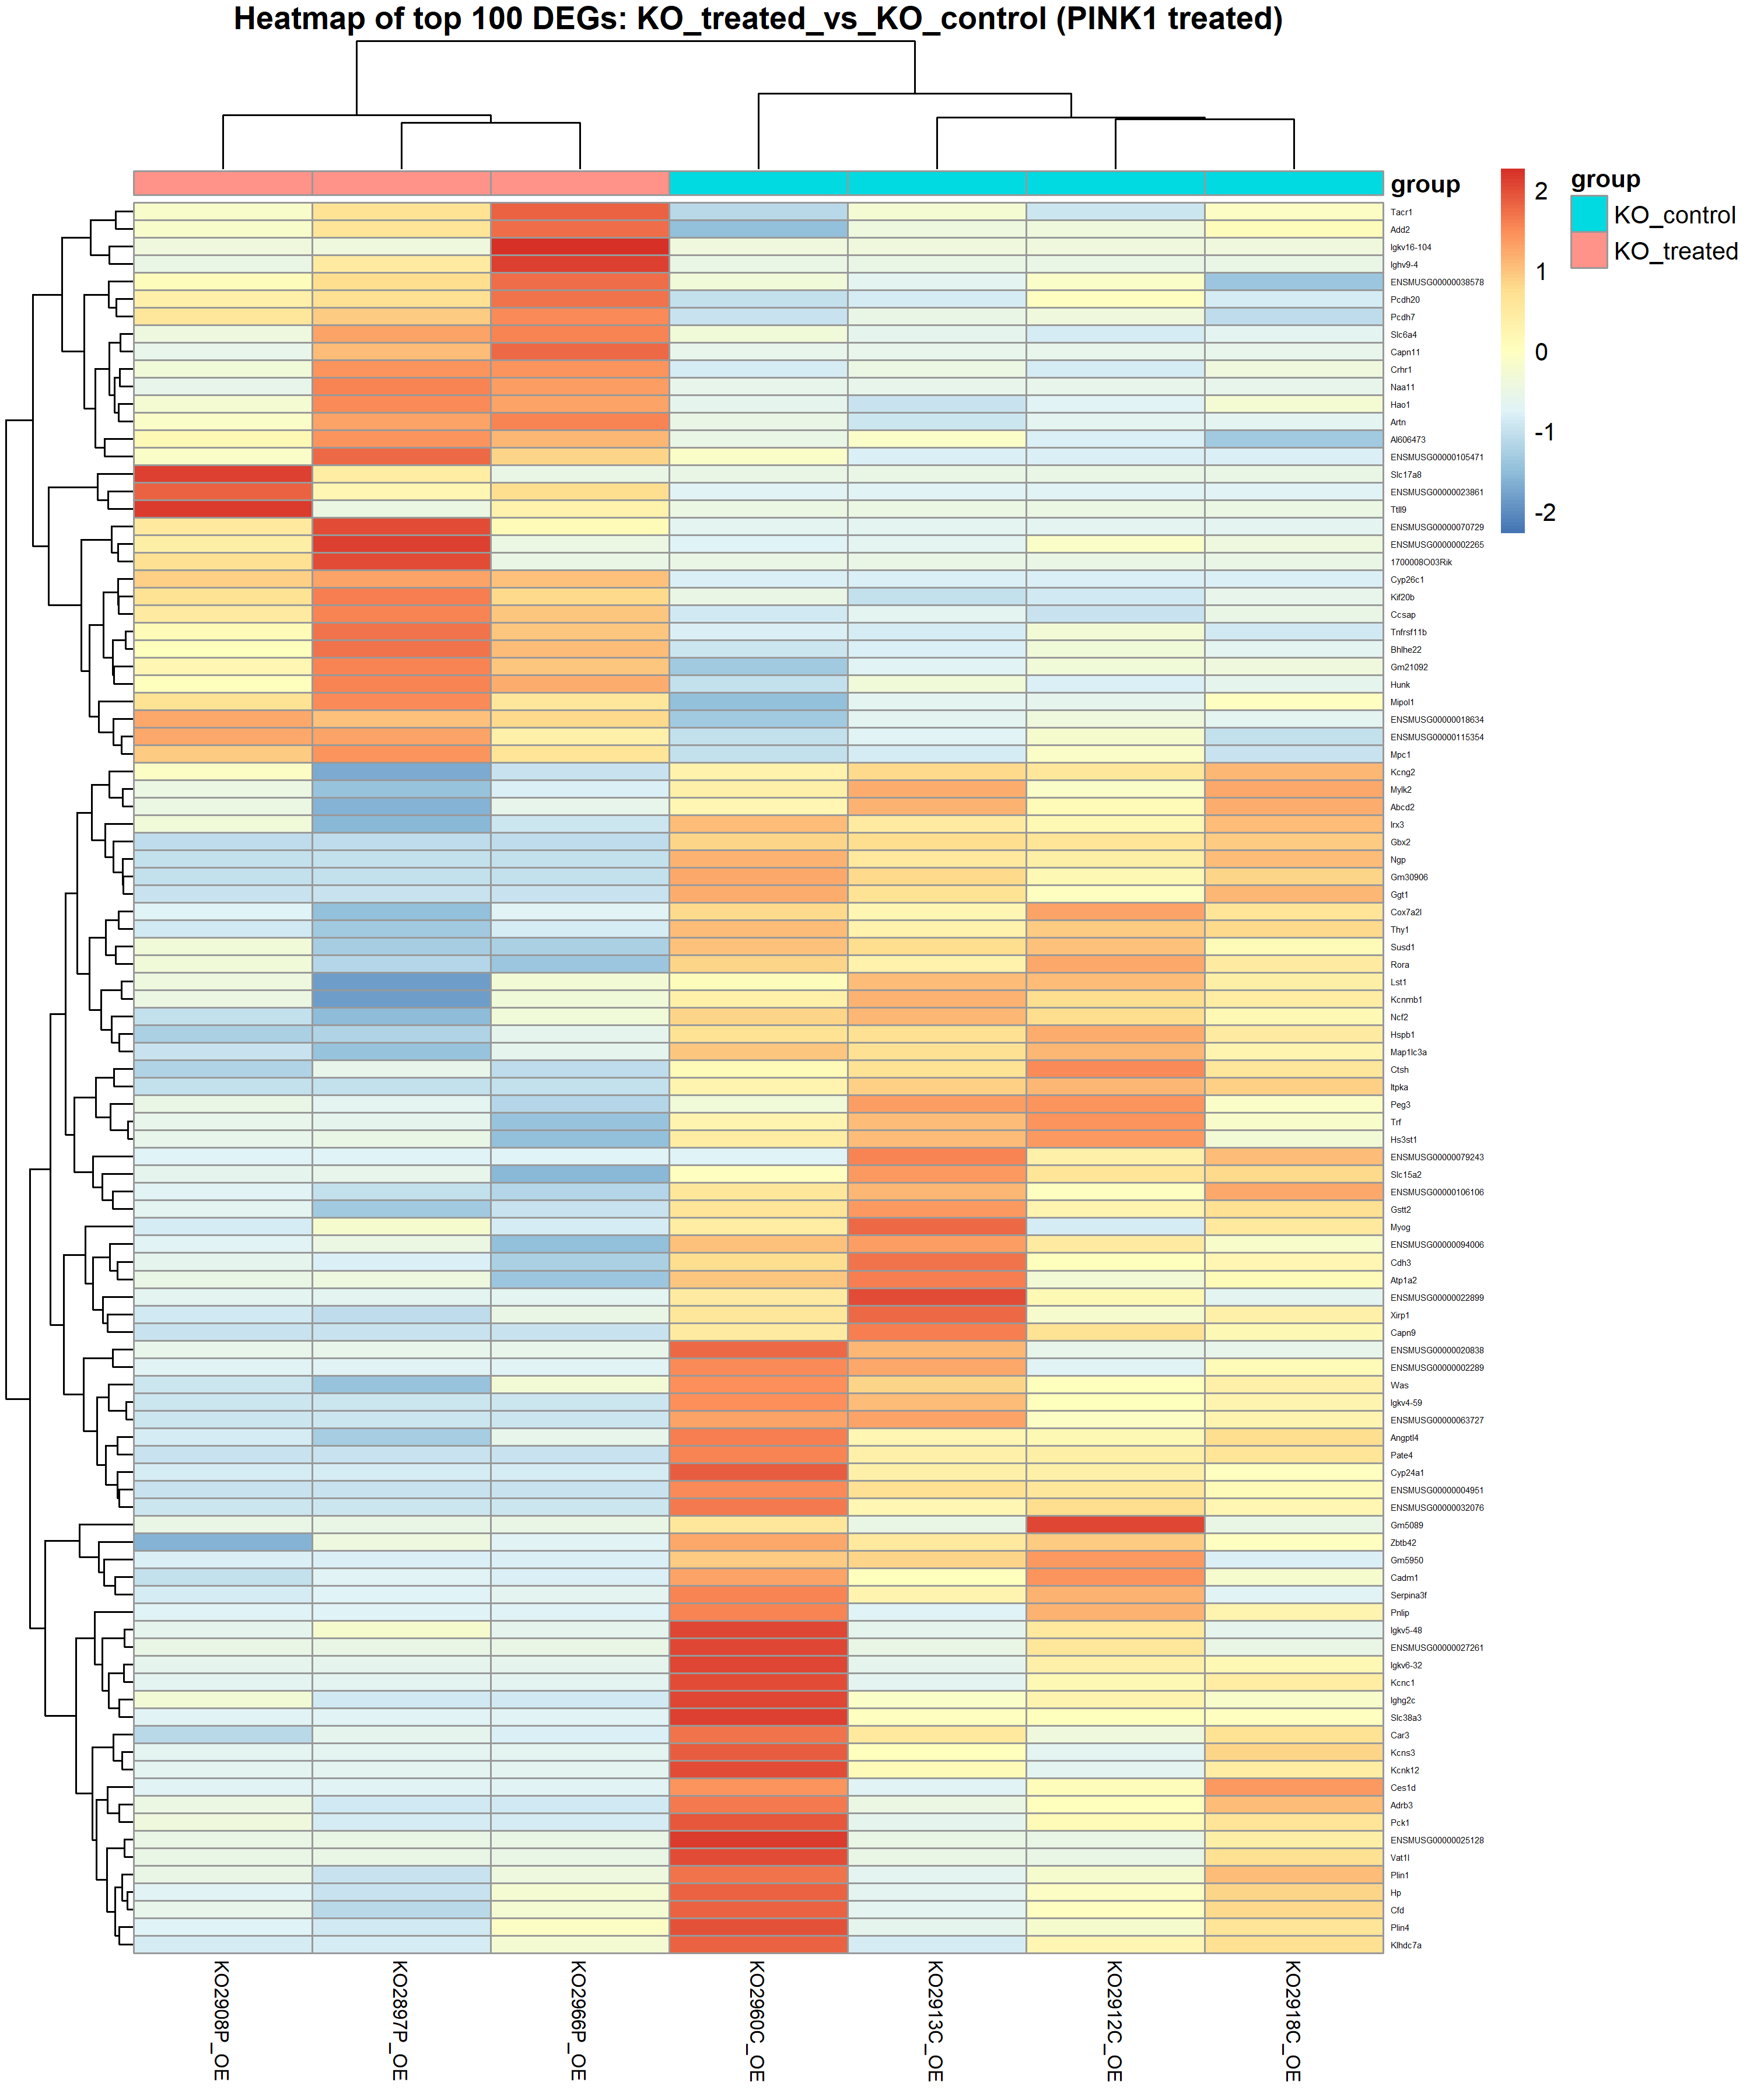 Heatmap of top 100 DEGs: KO_treated_vs_KO_control (PINK1 treated)
group
2
1
0
-1
-2
group
KO_control
KO_treated
Tacr1
Add2
Igkv16-104
Ighv9-4
ENSMUSG00000038578
Pcdh20
Pcdh7
Slc6a4
Capn11
Crhr1
Naa11
Hao1
Artn
AI606473
ENSMUSG00000105471
Slc17a8
ENSMUSG00000023861
Ttll9
ENSMUSG00000070729
ENSMUSG00000002265
1700008O03Rik
Cyp26c1
Kif20b
Ccsap
Tnfrsf11b
Bhlhe22
Gm21092
Hunk
Mipol1
ENSMUSG00000018634
ENSMUSG00000115354
Mpc1
Kcng2
Mylk2
Abcd2
Irx3
Gbx2
Ngp
Gm30906
Ggt1
Cox7a2l
Thy1
Susd1
Rora
Lst1
Kcnmb1
Ncf2
Hspb1
Map1lc3a
Ctsh
Itpka
Peg3
Trf
Hs3st1
ENSMUSG00000079243
Slc15a2
ENSMUSG00000106106
Gstt2
Myog
ENSMUSG00000094006
Cdh3
Atp1a2
ENSMUSG00000022899
Xirp1
Capn9
ENSMUSG00000020838
ENSMUSG00000002289
Was
Igkv4-59
ENSMUSG00000063727
Angptl4
Pate4
Cyp24a1
ENSMUSG00000004951
ENSMUSG00000032076
Gm5089
Zbtb42
Gm5950
Cadm1
Serpina3f
Pnlip
Igkv5-48
ENSMUSG00000027261
Igkv6-32
Kcnc1
Ighg2c
Slc38a3
Car3
Kcns3
Kcnk12
Ces1d
Adrb3
Pck1
ENSMUSG00000025128
Vat1l
Plin1
Hp
Cfd
Plin4
Klhdc7a
KO2908P_OE
KO2897P_OE
KO2966P_OE
KO2960C_OE
KO2913C_OE
KO2912C_OE
KO2918C_OE